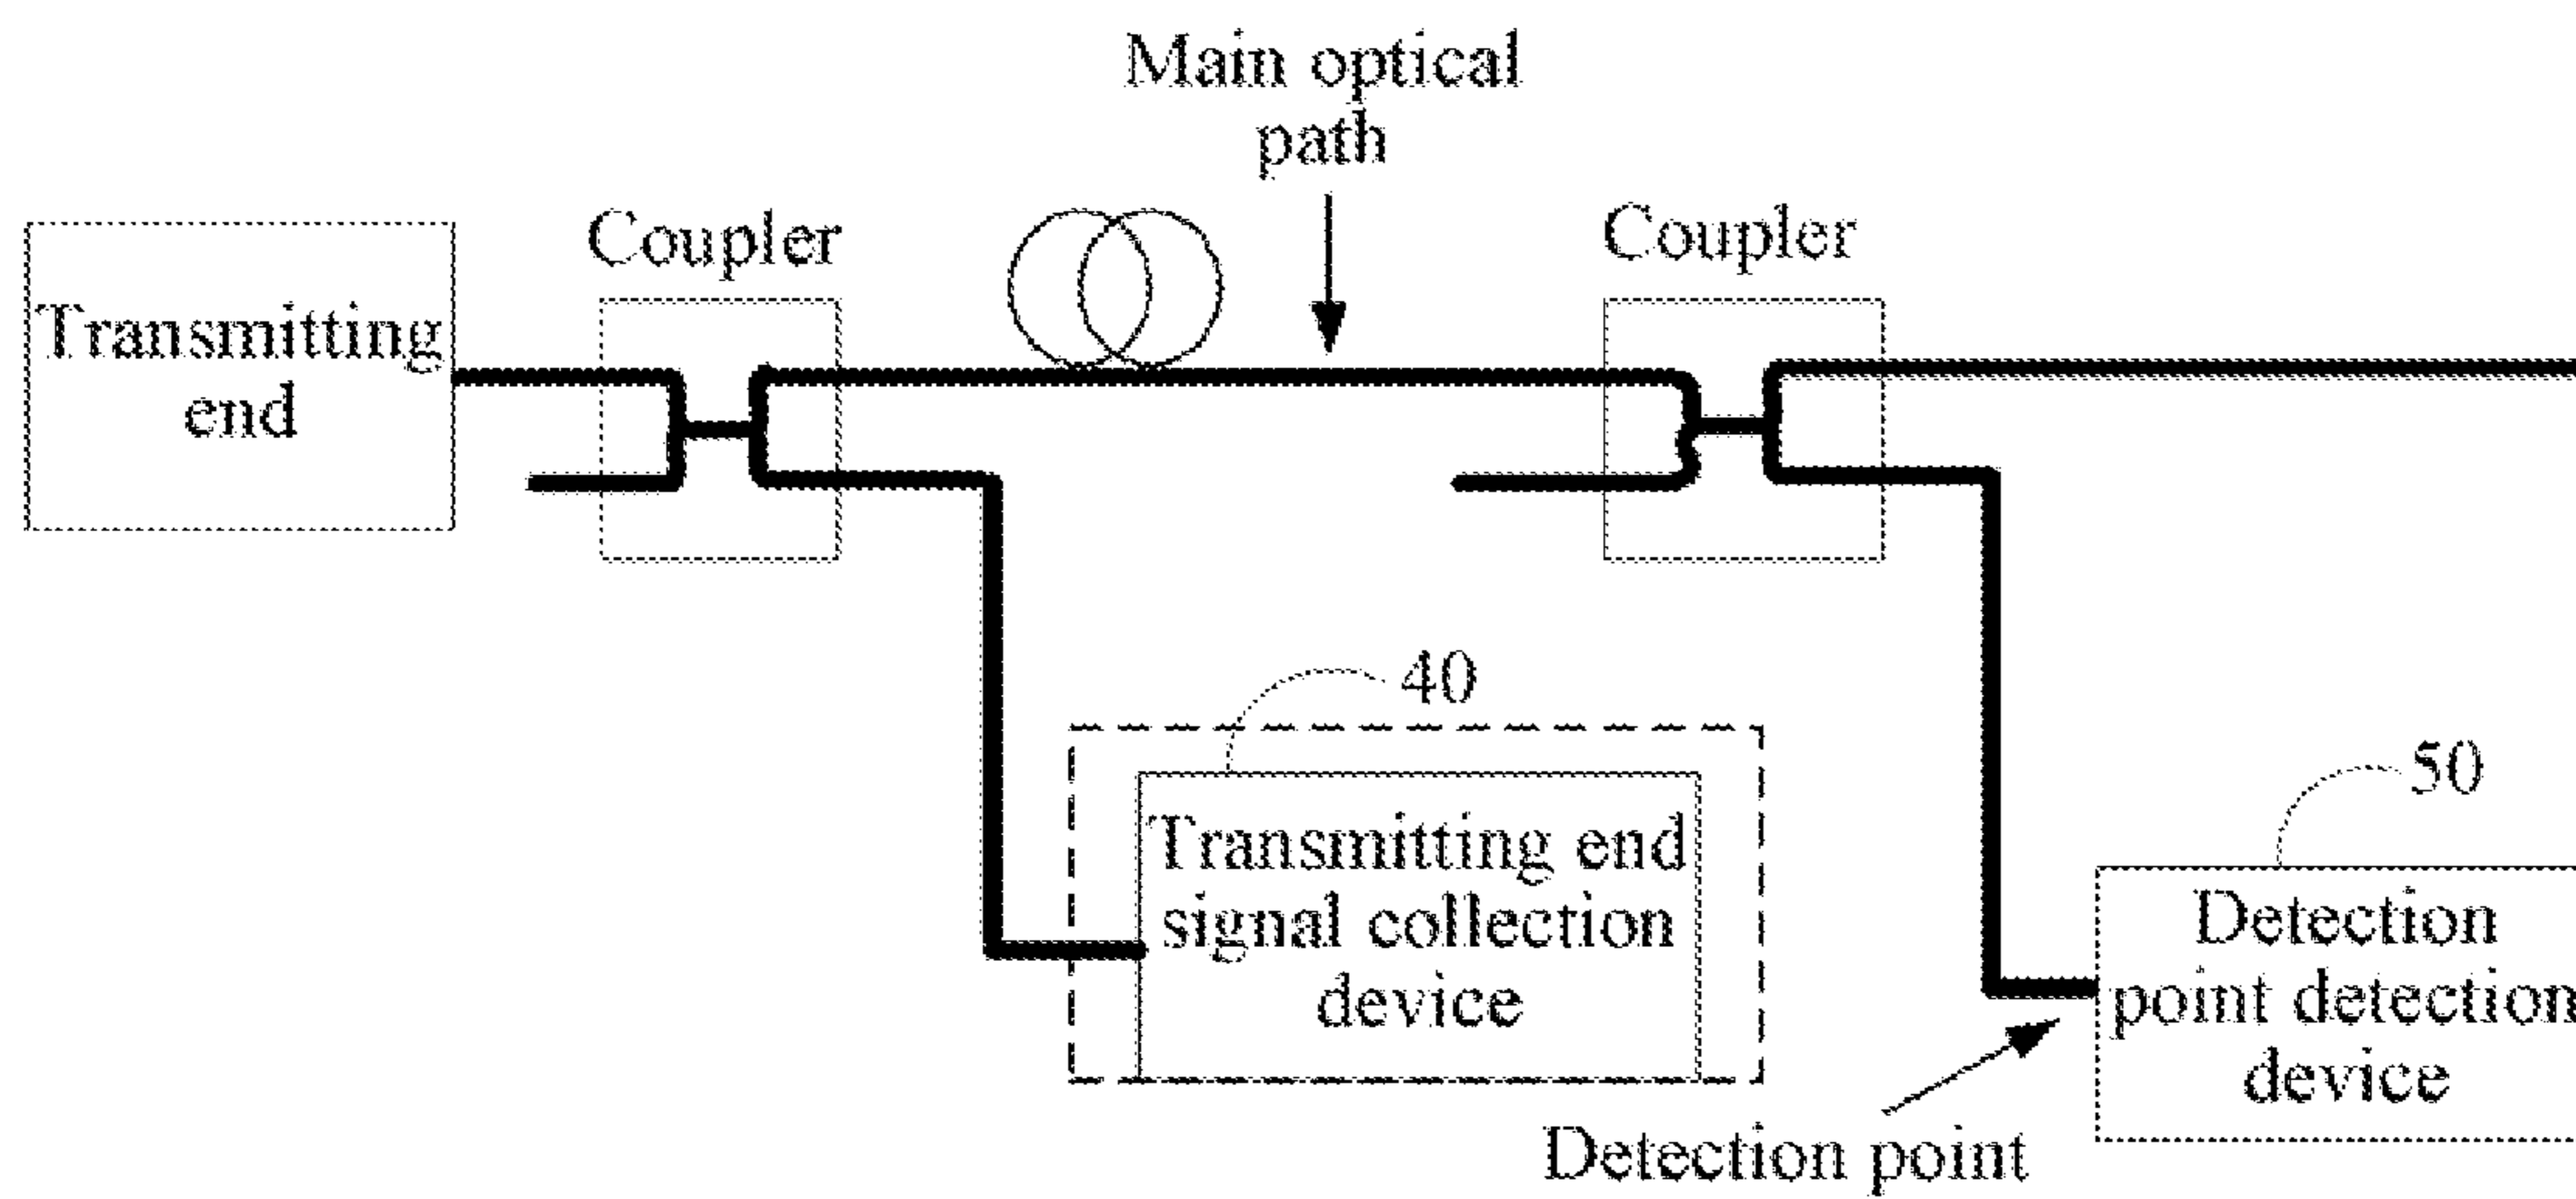 Main optical
path
Coupler
Coupler
Transmitting
end
40
50
Transmitting end
signal collection
device
Detection
point detection
device
Detection point